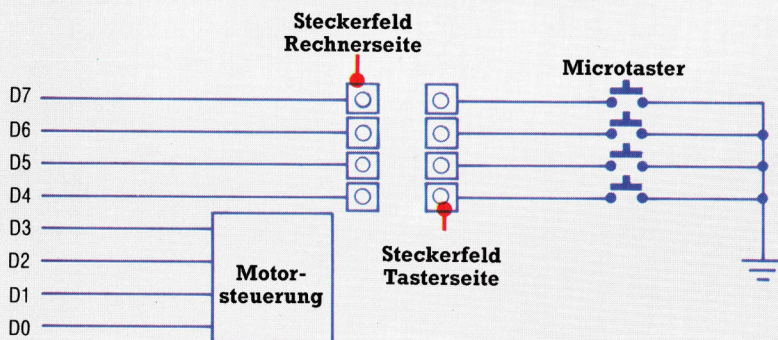 Steckerfeld
Rechnerseite
Microtaster
D7
D6
D5
D4
D3
D2
D1
D0
Motor-
steuerung
Steckerfeld
Tasterseite